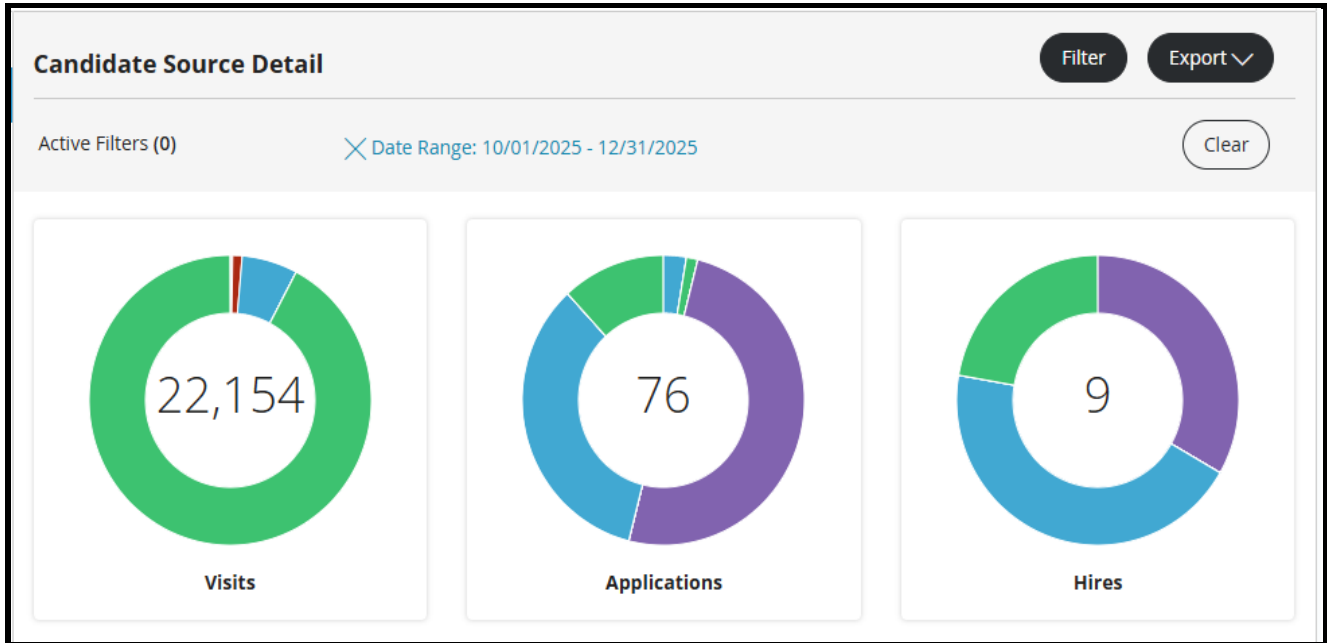 Candidate Source Detail
Filter
Export
Active Filters (0)
Date Range: 10/01/2025 - 12/31/2025
Clear
22,154
76
9
Visits
Applications
Hires